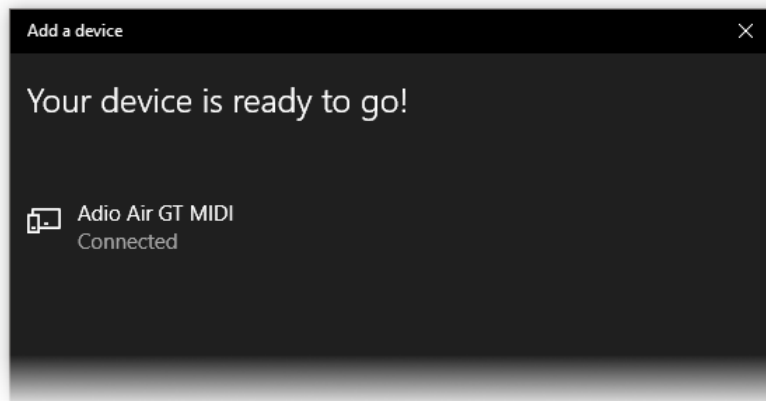 Add a device
Your device is ready to go!
Adio Air GT MIDI
Connected